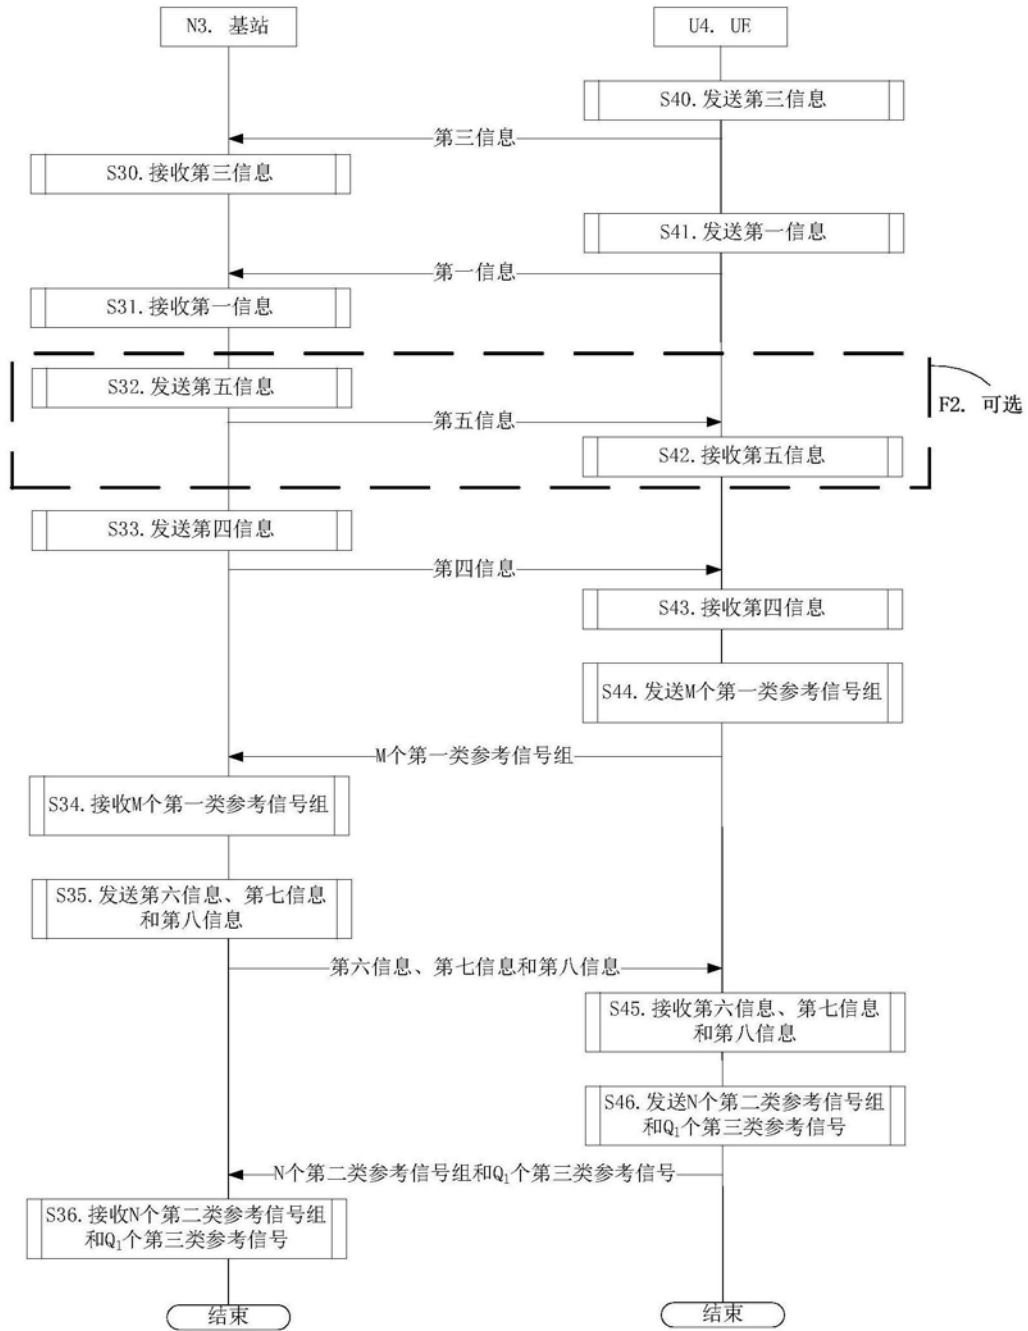 N3. 基站
U4. UE
S40.发送第三信息
第三信息
S30.接收第三信息
S41.发送第一信息
第一信息
S31.接收第一信息
S32.发送第五信息
F2. 可选
第五信息
S42.接收第五信息
S33.发送第四信息
第四信息
S43.接收第四信息
S44.发送M个第一类参考信号组
M个第一类参考信号组
S34.接收M个第一类参考信号组
S35.发送第六信息、第七信息
和第八信息
第六信息、第七信息和第八信息
S45.接收第六信息、第七信息
和第八信息
S46.发送N个第二类参考信号组
和Q₁个第三类参考信号
N个第二类参考信号组和Q₁个第三类参考信号
S36.接收N个第二类参考信号组
和Q₁个第三类参考信号
结束
结束